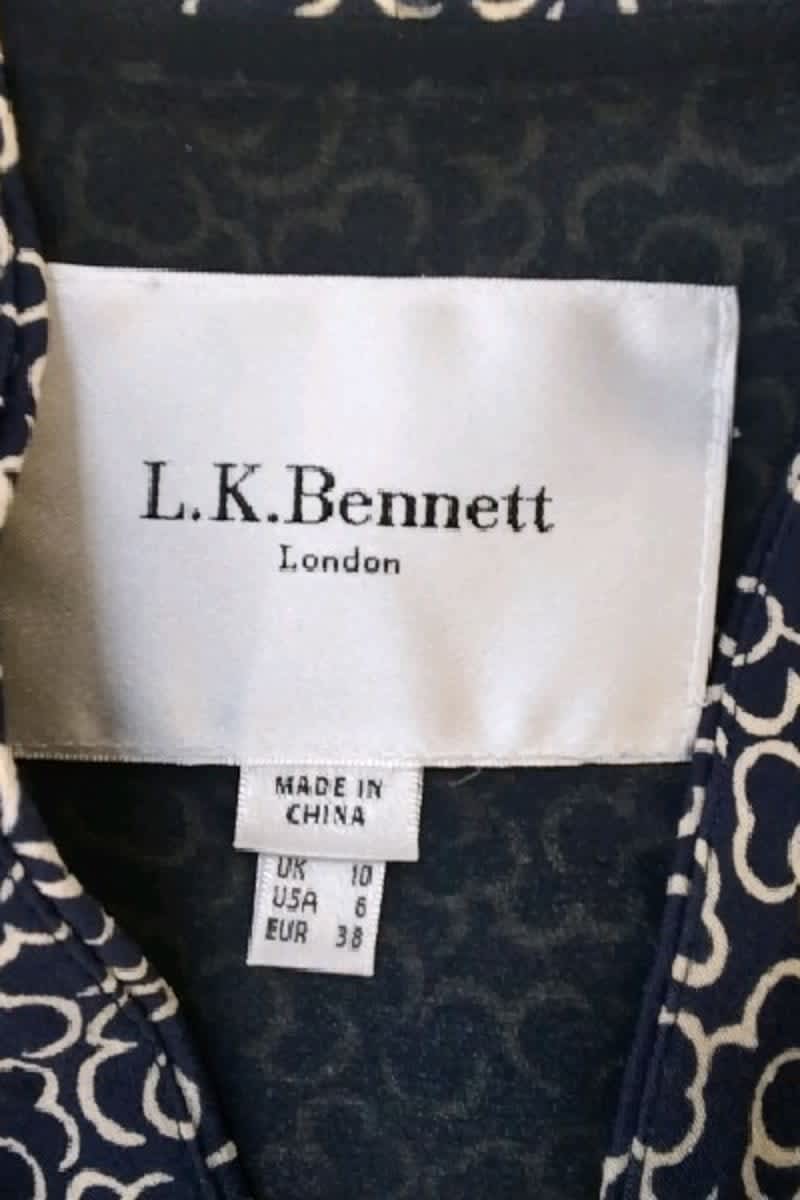 L.K.Bennett
London
MADE IN
CHINA
UK 10
USA 6
EUR 38